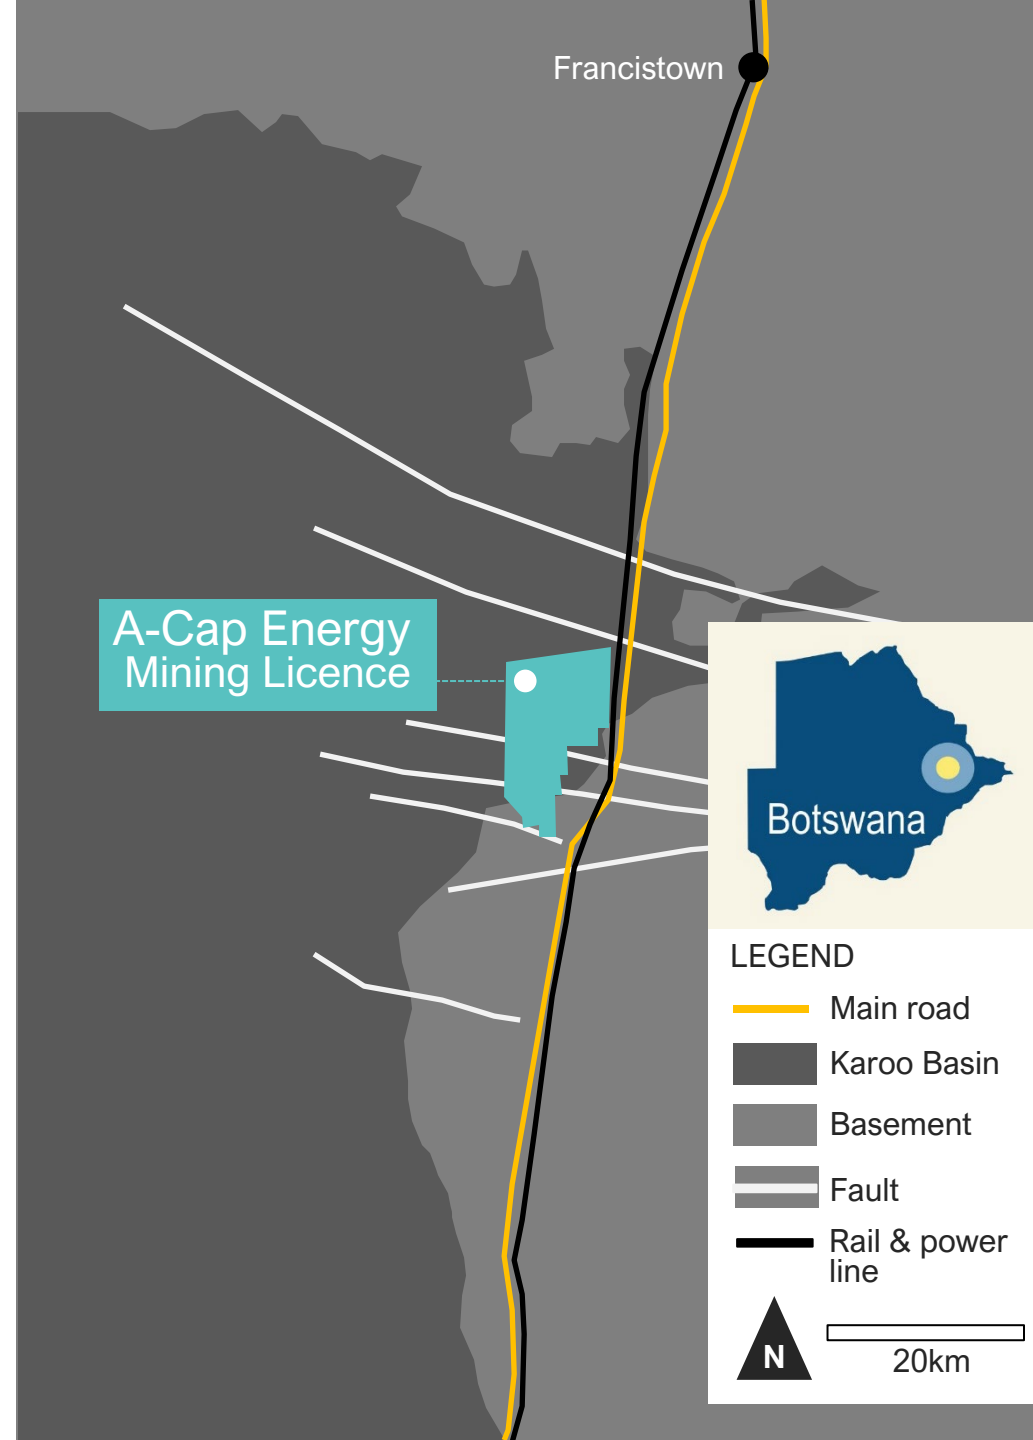 Francistown
A-Cap Energy
Mining Licence
Botswana
LEGEND
Main road
Karoo Basin
Basement
Fault
Rail & power
line
N
20km